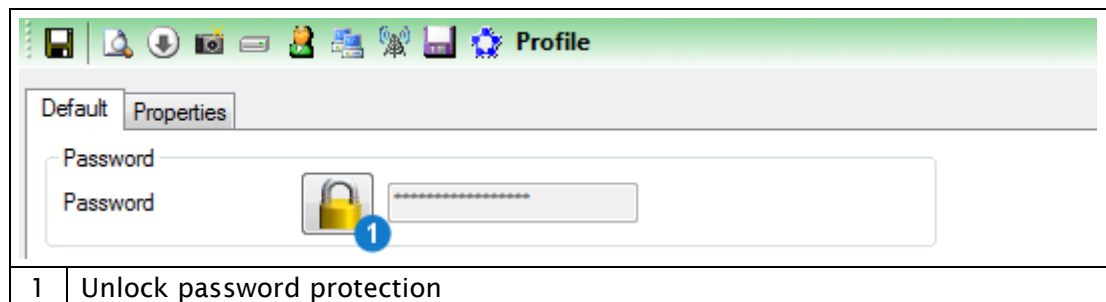 Profile
Default Properties
Password
Password *****************
1
1 Unlock password protection